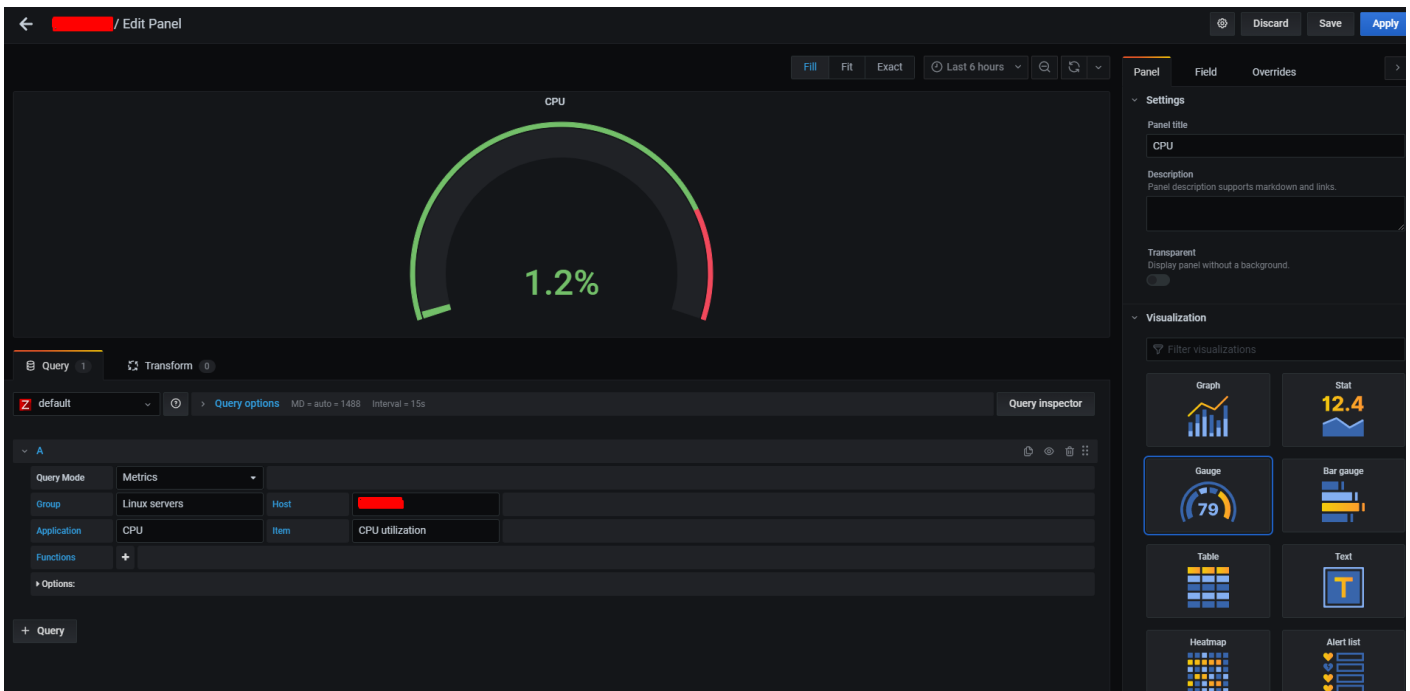 / Edit Panel
Discard
Save
Apply
Fill
Fit
Exact
Last 6 hours
Panel
Field
Overrides
CPU
1.2%
Settings
Panel title
CPU
Description
Panel description supports markdown and links.
Transparent
Display panel without a background.
Visualization
Filter visualizations
Graph
Stat
12.4
Gauge
79
Bar gauge
Table
Text
T
Heatmap
Alert list
Query 1
Transform 0
Z default
Query options MD = auto = 1488 Interval = 15s
Query inspector
A
Query Mode Metrics
Group Linux servers Host
Application CPU Item CPU utilization
Functions +
Options:
+ Query